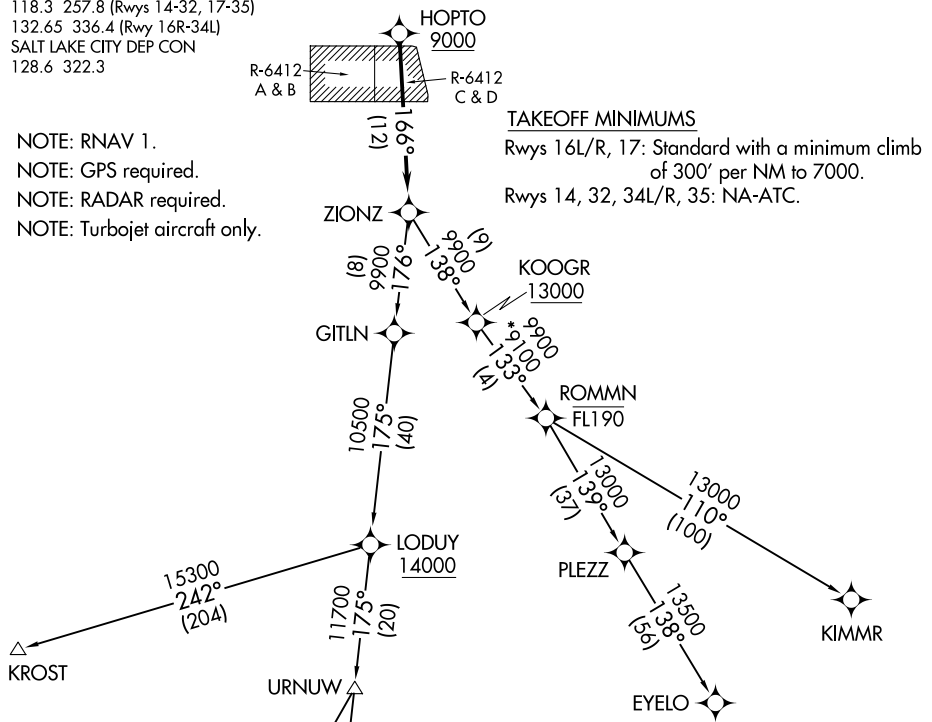 118.3 257.8 (Rwys 14-32, 17-35)
132.65 336.4 (Rwy 16R-34L)
SALT LAKE CITY DEP CON
128.6 322.3
HOPTO
9000
R-6412
A & B
R-6412
C & D
166°
(12)
NOTE: RNAV 1.
NOTE: GPS required.
NOTE: RADAR required.
NOTE: Turbojet aircraft only.
TAKEOFF MINIMUMS
Rwys 16L/R, 17: Standard with a minimum climb
of 300' per NM to 7000.
Rwys 14, 32, 34L/R, 35: NA-ATC.
ZIONZ
9900
176°
(8)
(9)
9900
138°
KOOGR
13000
GITLN
9900
*9100
133°
(4)
ROMMN
FL190
10500
175°
(40)
13000
139°
(37)
13000
110°
(100)
LODUY
14000
PLEZZ
15300
242°
(204)
11700
175°
(20)
13500
138°
(56)
KIMMR
KROST
URNUW
EYELO